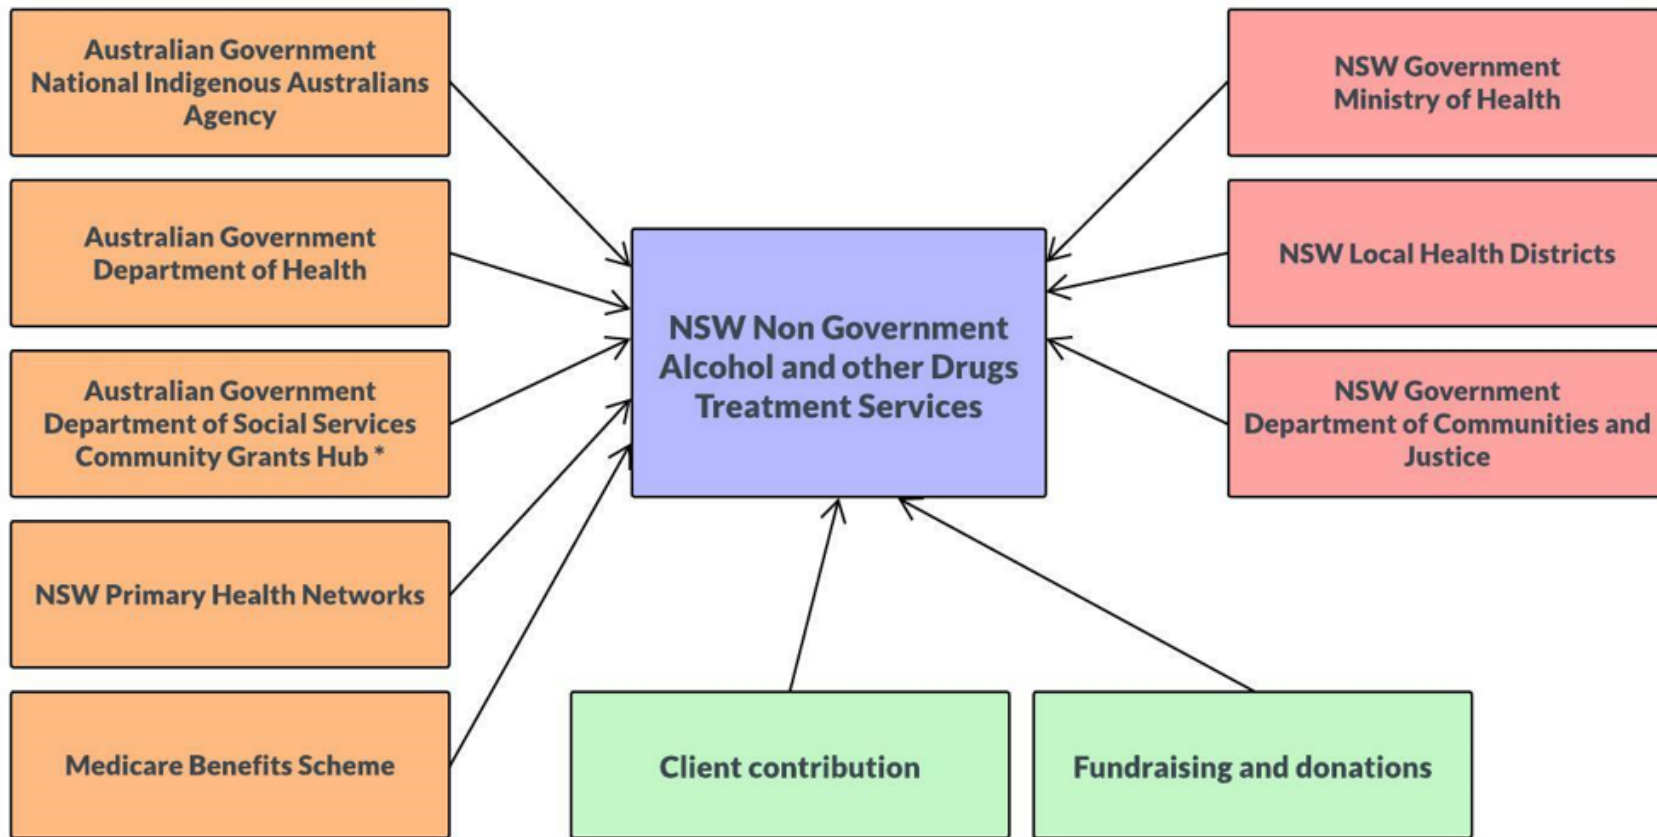 Australian Government
National Indigenous Australians
Agency
Australian Government
Department of Health
Australian Government
Department of Social Services
Community Grants Hub *
NSW Primary Health Networks
Medicare Benefits Scheme
NSW Non Government
Alcohol and other Drugs
Treatment Services
Client contribution
Fundraising and donations
NSW Government
Ministry of Health
NSW Local Health Districts
NSW Government
Department of Communities and
Justice